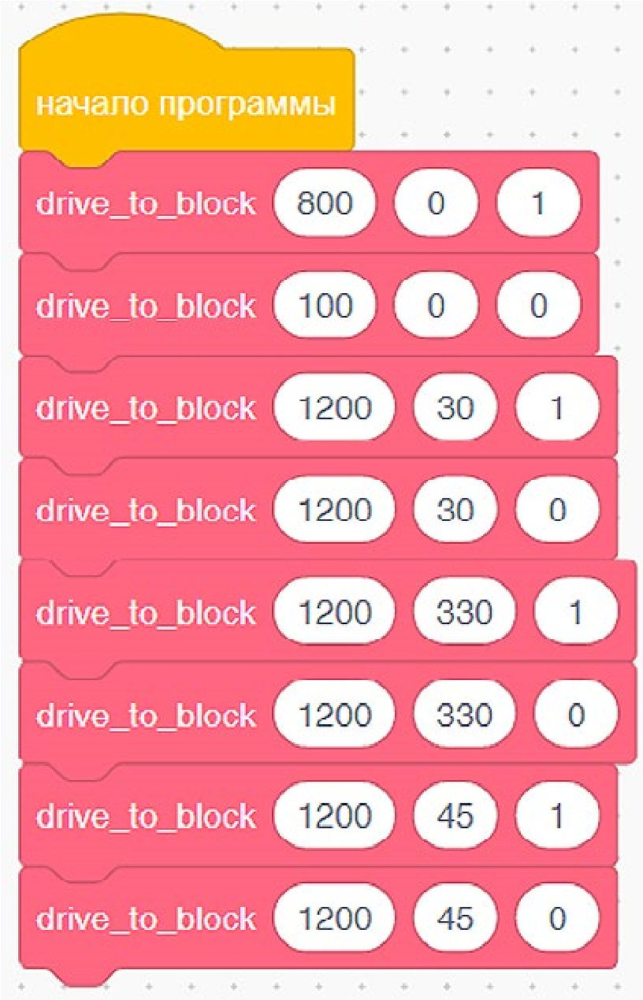 начало программы
drive_to_block 800 0 1
drive_to_block 100 0 0
drive_to_block 1200 30 1
drive_to_block 1200 30 0
drive_to_block 1200 330 1
drive_to_block 1200 330 0
drive_to_block 1200 45 1
drive_to_block 1200 45 0